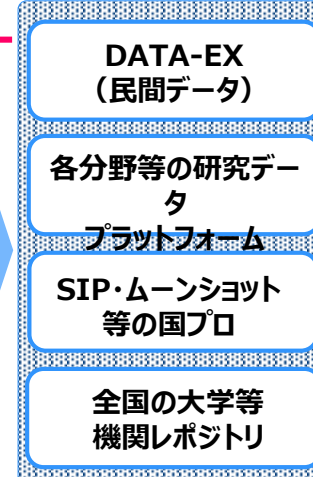 DATA-EX
（民間データ）
各分野等の研究デー
タ
プラットフォーム
SIP・ムーンショット
等の国プロ
全国の大学等
機関レポジトリ